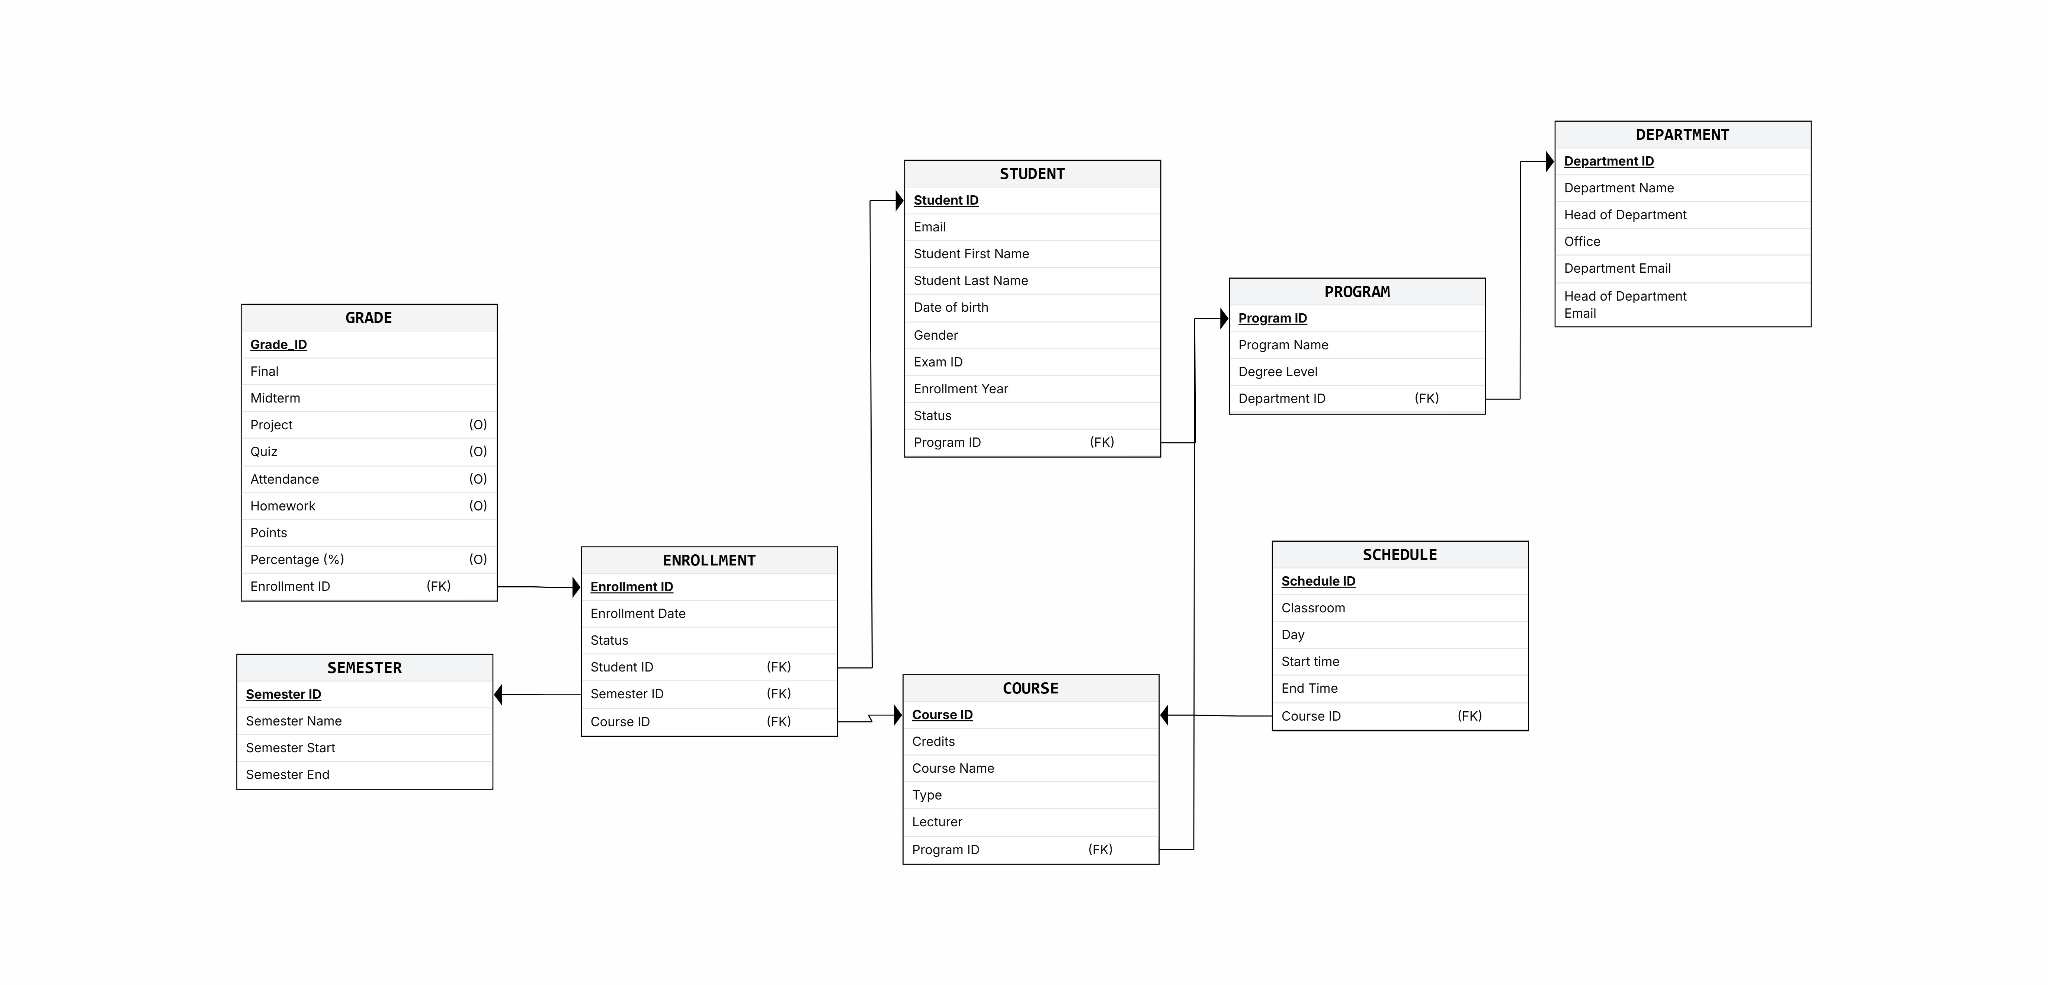 DEPARTMENT
Department ID
Department Name
Head of Department
Office
Department Email
Head of Department
Email
STUDENT
Student ID
Email
Student First Name
Student Last Name
Date of birth
Gender
Exam ID
Enrollment Year
Status
Program ID (FK)
PROGRAM
Program ID
Program Name
Degree Level
Department ID (FK)
GRADE
Grade_ID
Final
Midterm
Project (O)
Quiz (O)
Attendance (O)
Homework (O)
Points
Percentage (%) (O)
Enrollment ID (FK)
ENROLLMENT
Enrollment ID
Enrollment Date
Status
Student ID (FK)
Semester ID (FK)
Course ID (FK)
SCHEDULE
Schedule ID
Classroom
Day
Start time
End Time
Course ID (FK)
SEMESTER
Semester ID
Semester Name
Semester Start
Semester End
COURSE
Course ID
Credits
Course Name
Type
Lecturer
Program ID (FK)